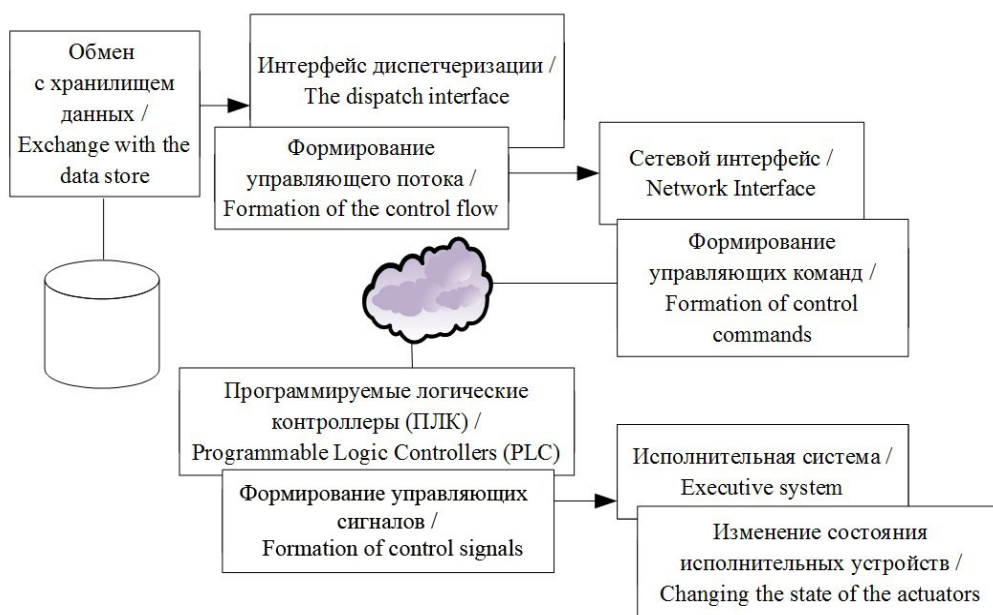 Обмен
с хранилищем
данных /
Exchange with the
data store
Интерфейс диспетчеризации /
The dispatch interface
Формирование
управляющего потока /
Formation of the control flow
Сетевой интерфейс /
Network Interface
Формирование
управляющих команд /
Formation of control
commands
Программируемые логические
контроллеры (ПЛК) /
Programmable Logic Controllers (PLC)
Формирование управляющих
сигналов /
Formation of control signals
Исполнительная система /
Executive system
Изменение состояния
исполнительных устройств /
Changing the state of the actuators